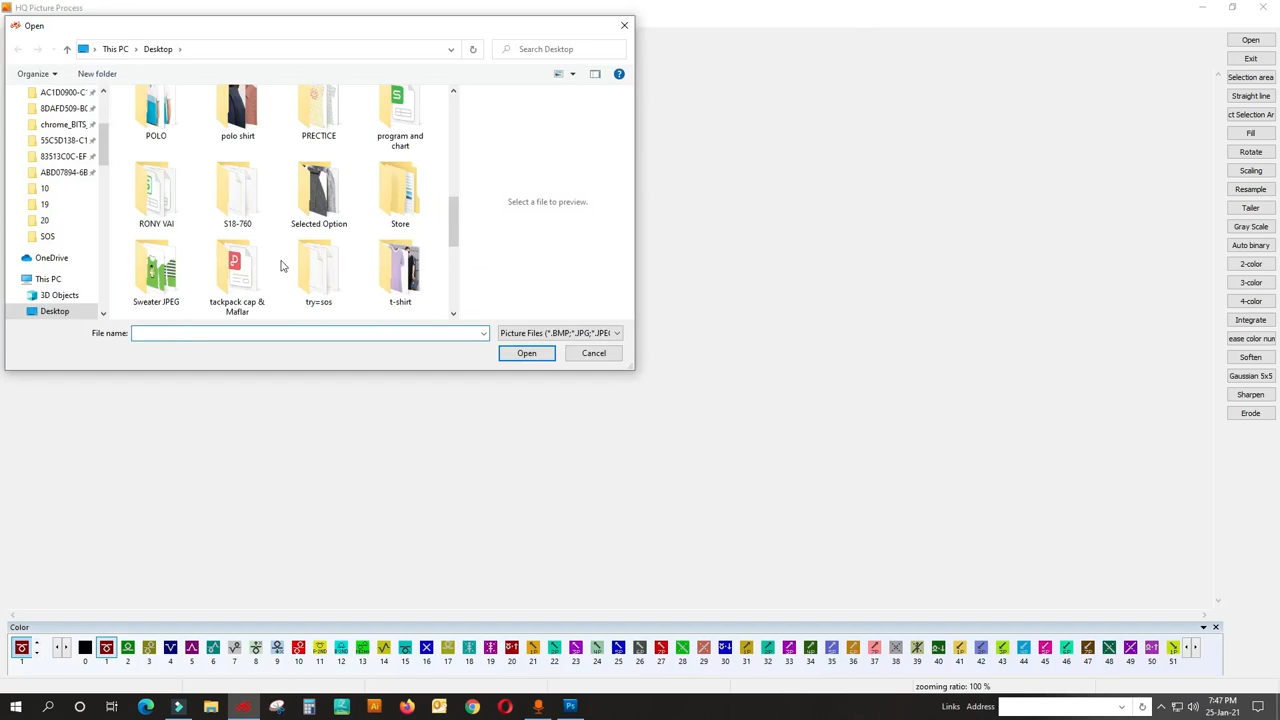 HQ Picture Process
Open
This PC
Desktop
Search Desktop
Organize
New folder
AC1D0900-C
8DAFD509-B
chrome_BITS_
55C5D138-C1
83513C0C-EF
ABD07894-6B
10
19
20
SOS
OneDrive
This PC
3D Objects
Desktop
POLO
polo shirt
PRECTICE
program and
chart
RONY VAI
S18-760
Selected Option
Store
Sweater JPEG
tackpack cap &
Maflar
try=sos
t-shirt
Select a file to preview.
File name:
Picture Files (*.BMP;*.JPG;*.JPE
Open
Cancel
Open
Exit
Selection area
Straight line
ct Selection Ar
Fill
Rotate
Scaling
Resample
Tailer
Gray Scale
Auto binary
2-color
3-color
4-color
Integrate
ease color num
Soften
Gaussian 5x5
Sharpen
Erode
Color
1 0 1 2 3 4 5 6 7 8 9 10 11 12 13 14 15 16 17 18 19 20 21 22 23 24 25 26 27 28 29 30 31 32 33 34 35 36 37 38 39 40 41 42 43 44 45 46 47 48 49 50 51
zooming ratio: 100 %
Links
Address
7:47 PM
25-Jan-21